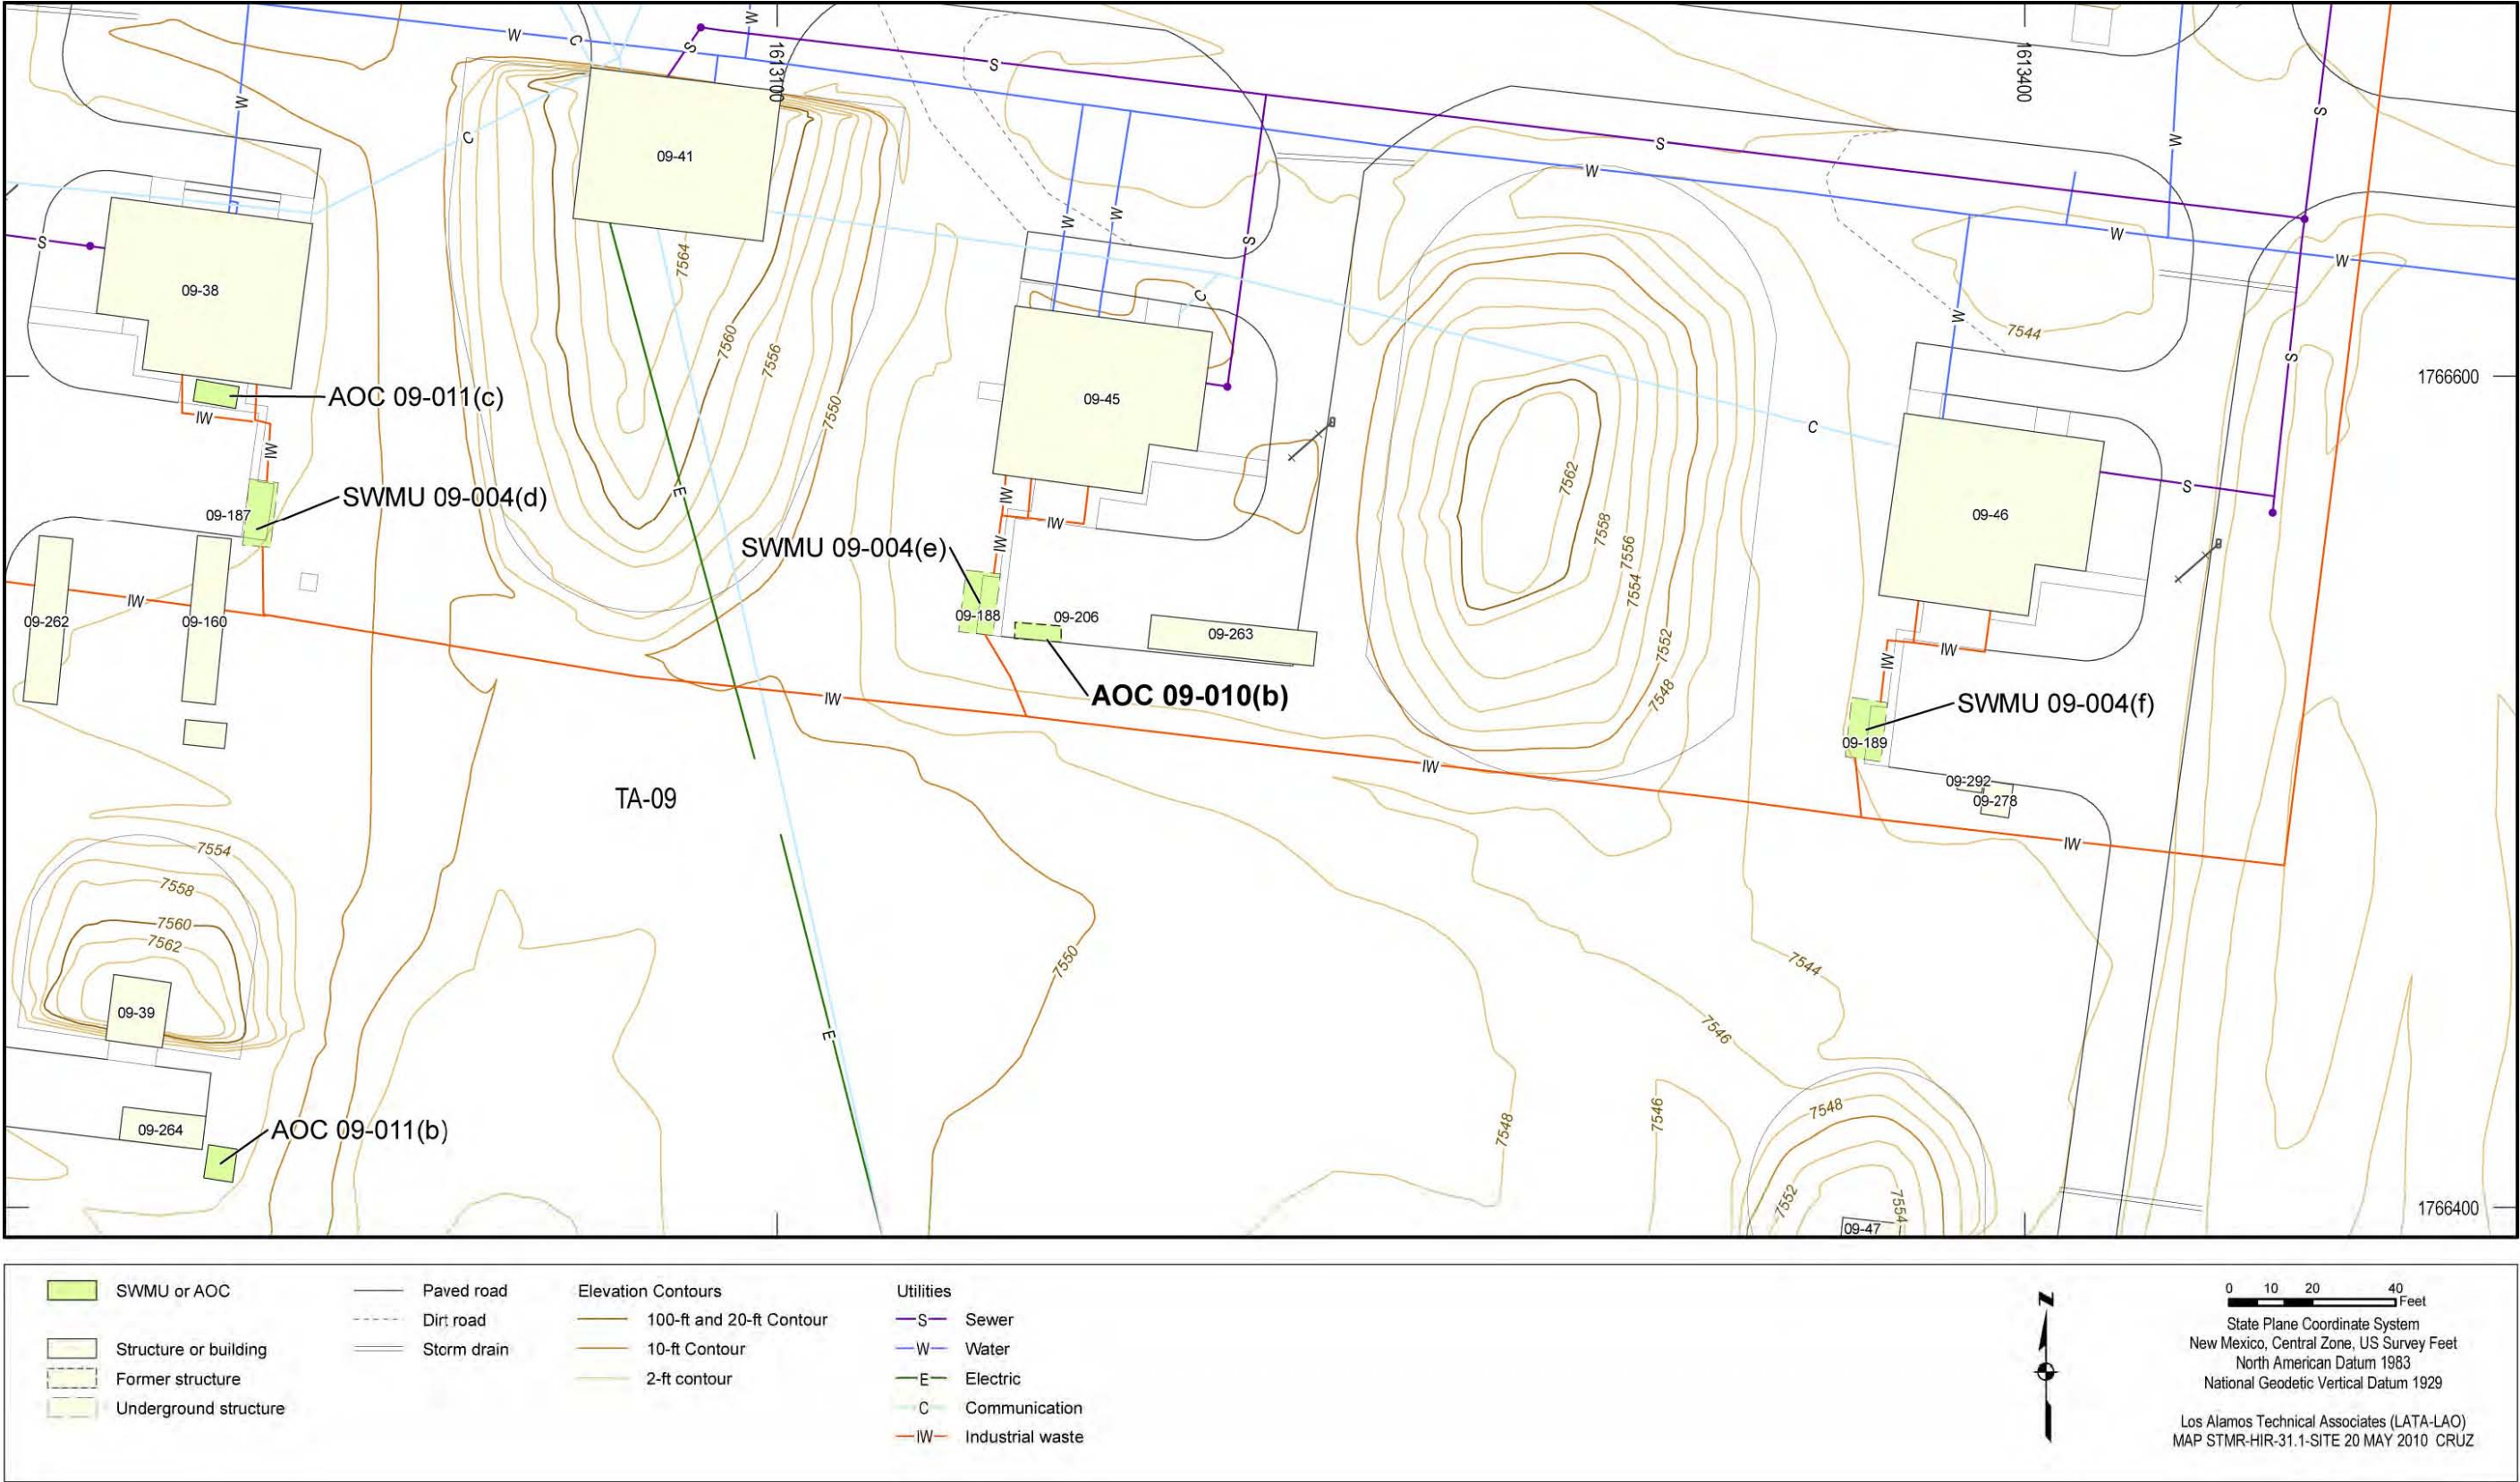 W
C
S
W
1613100
S
1613400
S
W
C
09-41
S
W
W
W
W
S
W
W
S
09-38
7564
C
W
7544
W
7560
7556
S
1766600
AOC 09-011(c)
IW
09-45
7550
C
IW
7562
S
SWMU 09-004(d)
E
IW
09-187
IW
7558
09-46
SWMU 09-004(e)
IW
7556
7554
IW
09-262
09-160
09-188
09-206
09-263
7552
IW
IW
IW
AOC 09-010(b)
7548
SWMU 09-004(f)
09-189
IW
TA-09
09-292
09-278
IW
7554
7558
7560
7562
7550
7544
09-39
E
7546
7548
7546
7548
09-264
AOC 09-011(b)
7552
7554
1766400
09-47
SWMU or AOC
Structure or building
Former structure
Underground structure
Paved road
Dirt road
Storm drain
Elevation Contours
100-ft and 20-ft Contour
10-ft Contour
2-ft contour
Utilities
S Sewer
W Water
E Electric
C Communication
IW Industrial waste
N
0 10 20 40
Feet
State Plane Coordinate System
New Mexico, Central Zone, US Survey Feet
North American Datum 1983
National Geodetic Vertical Datum 1929
Los Alamos Technical Associates (LATA-LAO)
MAP STMR-HIR-31.1-SITE 20 MAY 2010 CRUZ